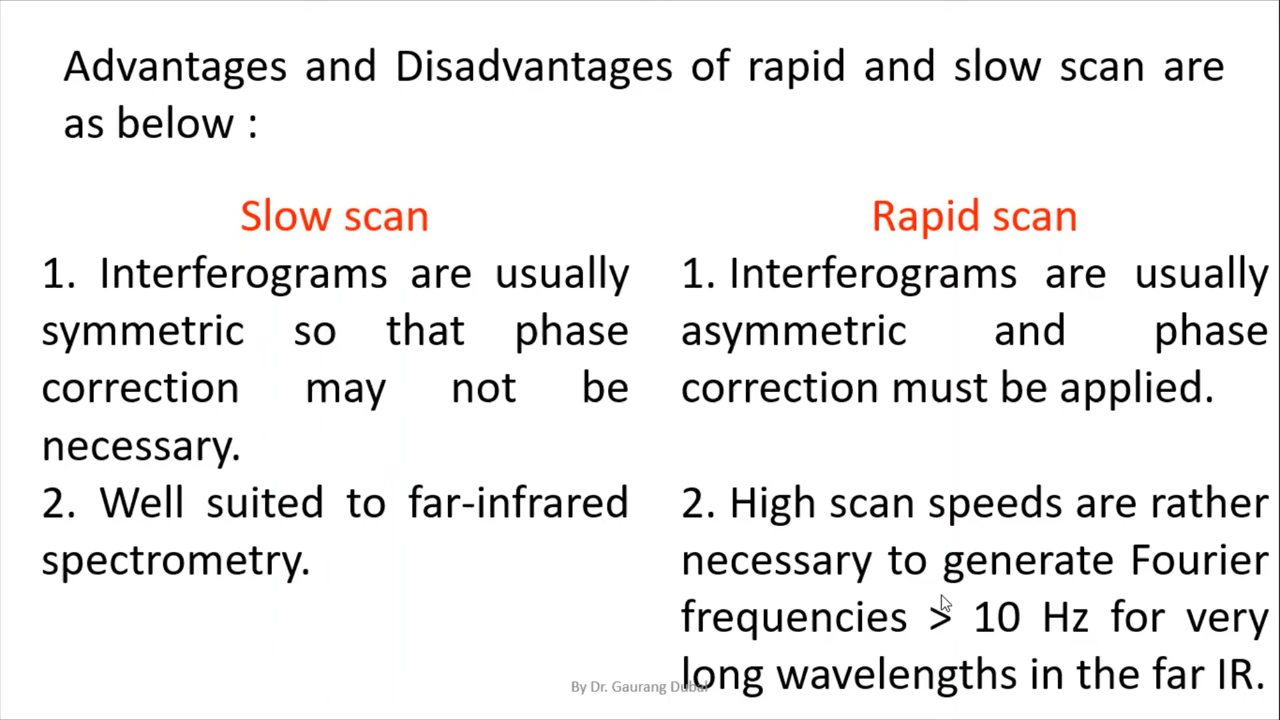 Advantages and Disadvantages of rapid and slow scan are
as below :
Slow scan
1. Interferograms are usually
symmetric so that phase
correction may not be
necessary.
2. Well suited to far-infrared
spectrometry.
Rapid scan
1. Interferograms are usually
asymmetric and phase
correction must be applied.
2. High scan speeds are rather
necessary to generate Fourier
frequencies > 10 Hz for very
long wavelengths in the far IR.
By Dr. Gaurang Dubal